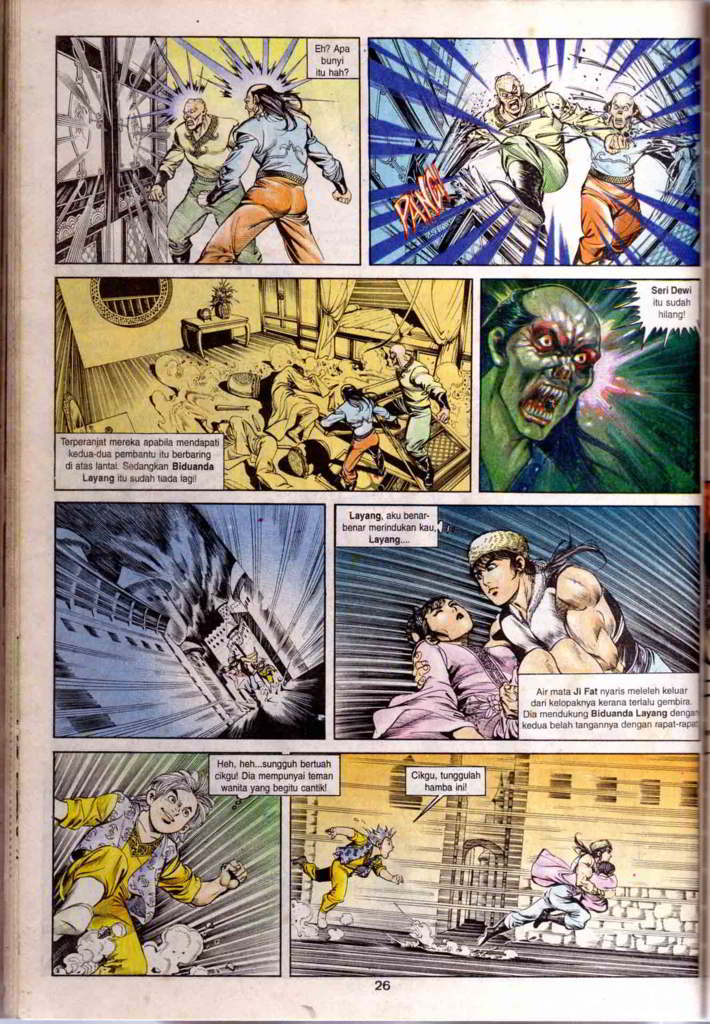 Eh? Apa
bunyi
itu hah?
PANG!
Terperanjat mereka apabila mendapati
kedua-dua pembantu itu berbaring
di atas lantai. Sedangkan Biduanda
Layang itu sudah tiada lagi!
Seri Dewi
itu sudah
hilang!
Layang, aku benar-
benar merindukan kau,
Layang....
Air mata Ji Fat nyaris meleleh keluar
dari kelopaknya kerana terlalu gembira.
Dia mendukung Biduanda Layang dengan
kedua belah tangannya dengan rapat-rapat
Heh, heh...sungguh bertuah
cikgu! Dia mempunyai teman
wanita yang begitu cantik!
Cikgu, tunggulah
hamba ini!
26